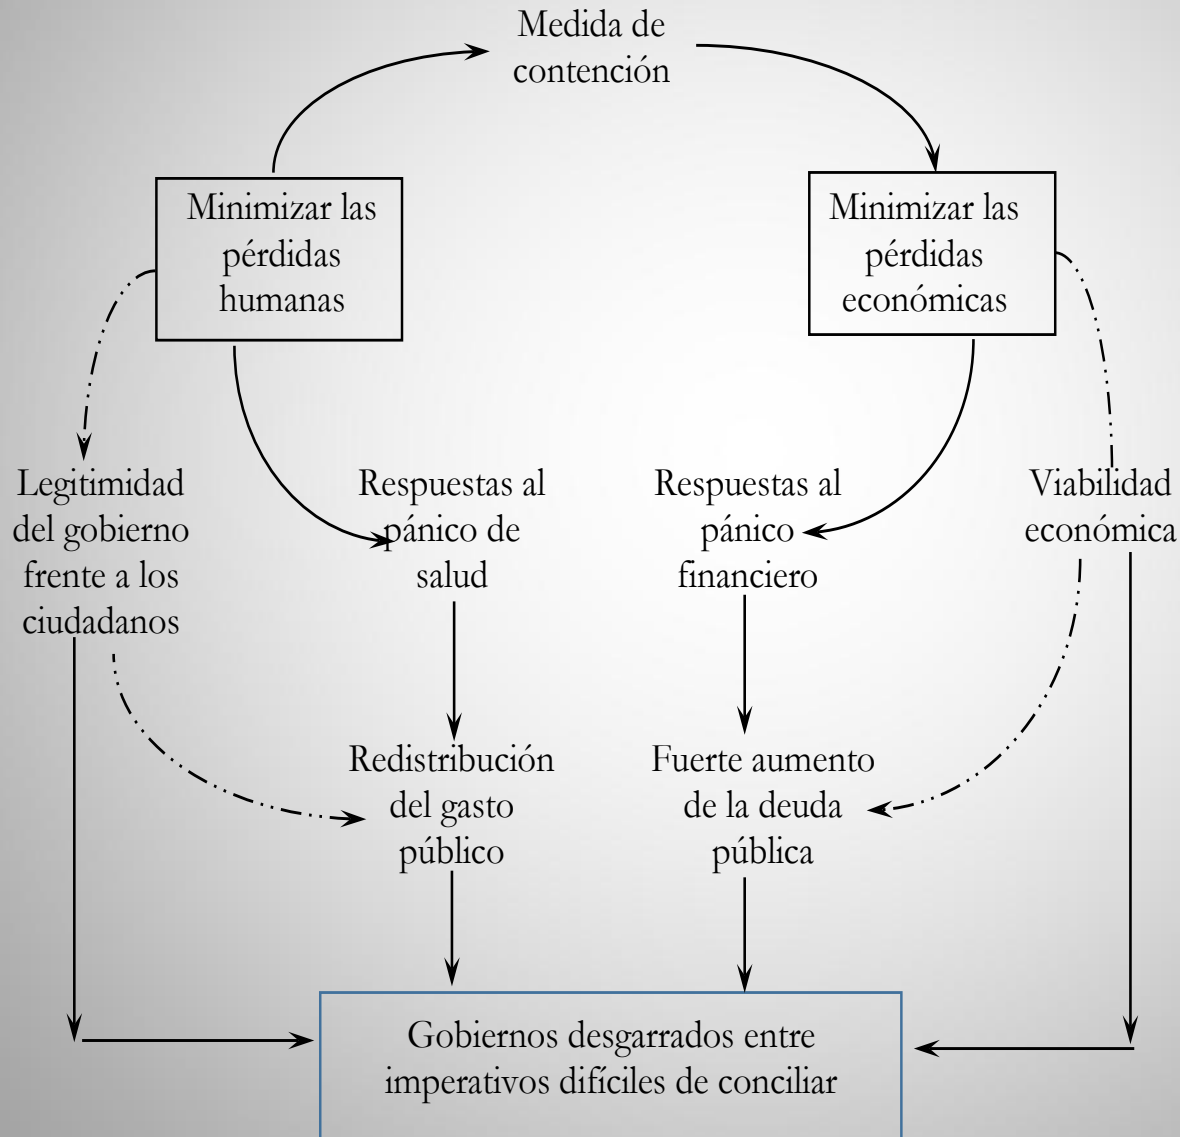 Medida de
contención
Minimizar las
pérdidas
humanas
Minimizar las
pérdidas
económicas
Legitimidad
del gobierno
frente a los
ciudadanos
Respuestas al
pánico de
salud
Respuestas al
pánico
financiero
Viabilidad
económica
Redistribución
del gasto
público
Fuerte aumento
de la deuda
pública
Gobiernos desgarrados entre
imperativos difíciles de conciliar